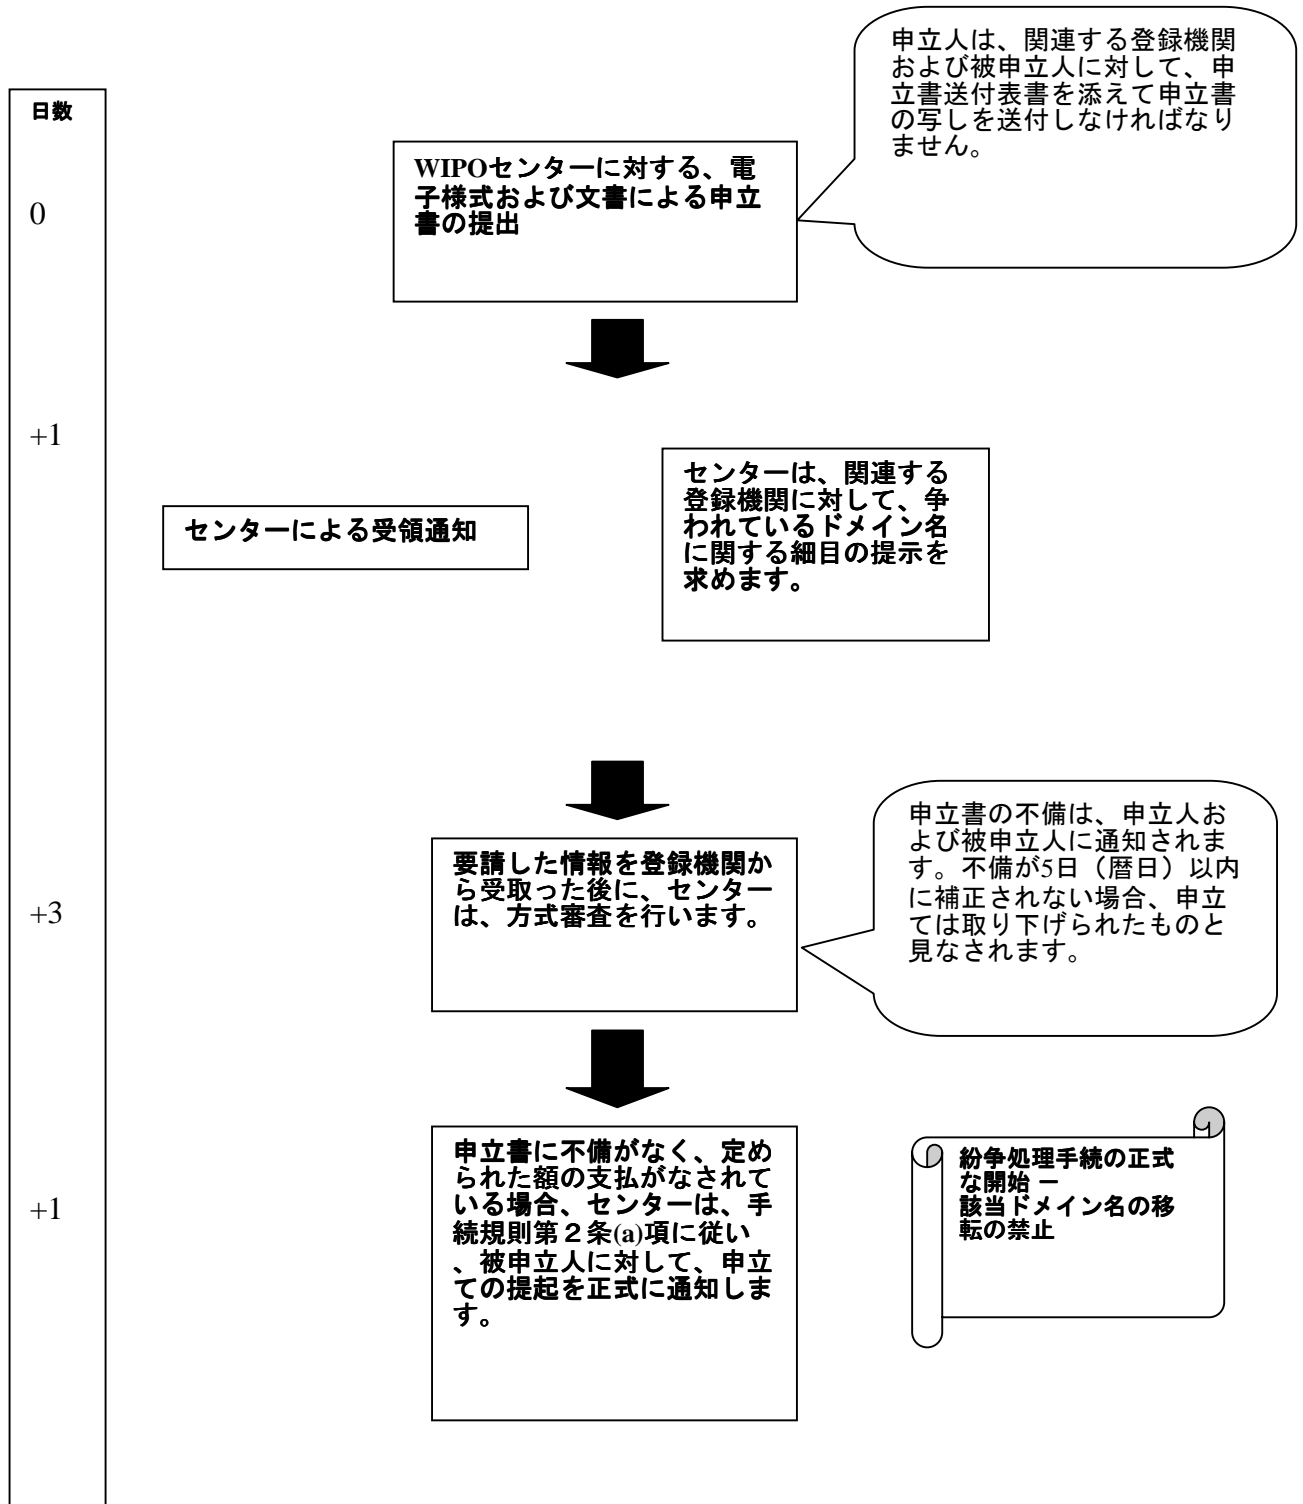 申立人は、関連する登録機関
および被申立人に対して、申
立書送付表書を添えて申立書
の写しを送付しなければなり
ません。
日数
0
WIPOセンターに対する、電
子様式および文書による申立
書の提出
+1
センターによる受領通知
センターは、関連する
登録機関に対して、争
われているドメイン名
に関する細目の提示を
求めます。
+3
要請した情報を登録機関か
ら受取った後に、センター
は、方式審査を行います。
申立書の不備は、申立人お
よび被申立人に通知されま
す。不備が5日（暦日）以内
に補正されない場合、申立
ては取り下げられたものと
見なされます。
+1
申立書に不備がなく、定め
られた額の支払がなされて
いる場合、センターは、手
続規則第２条(a)項に従い
、被申立人に対して、申立
ての提起を正式に通知しま
す。
紛争処理手続の正式
な開始 －
該当ドメイン名の移
転の禁止